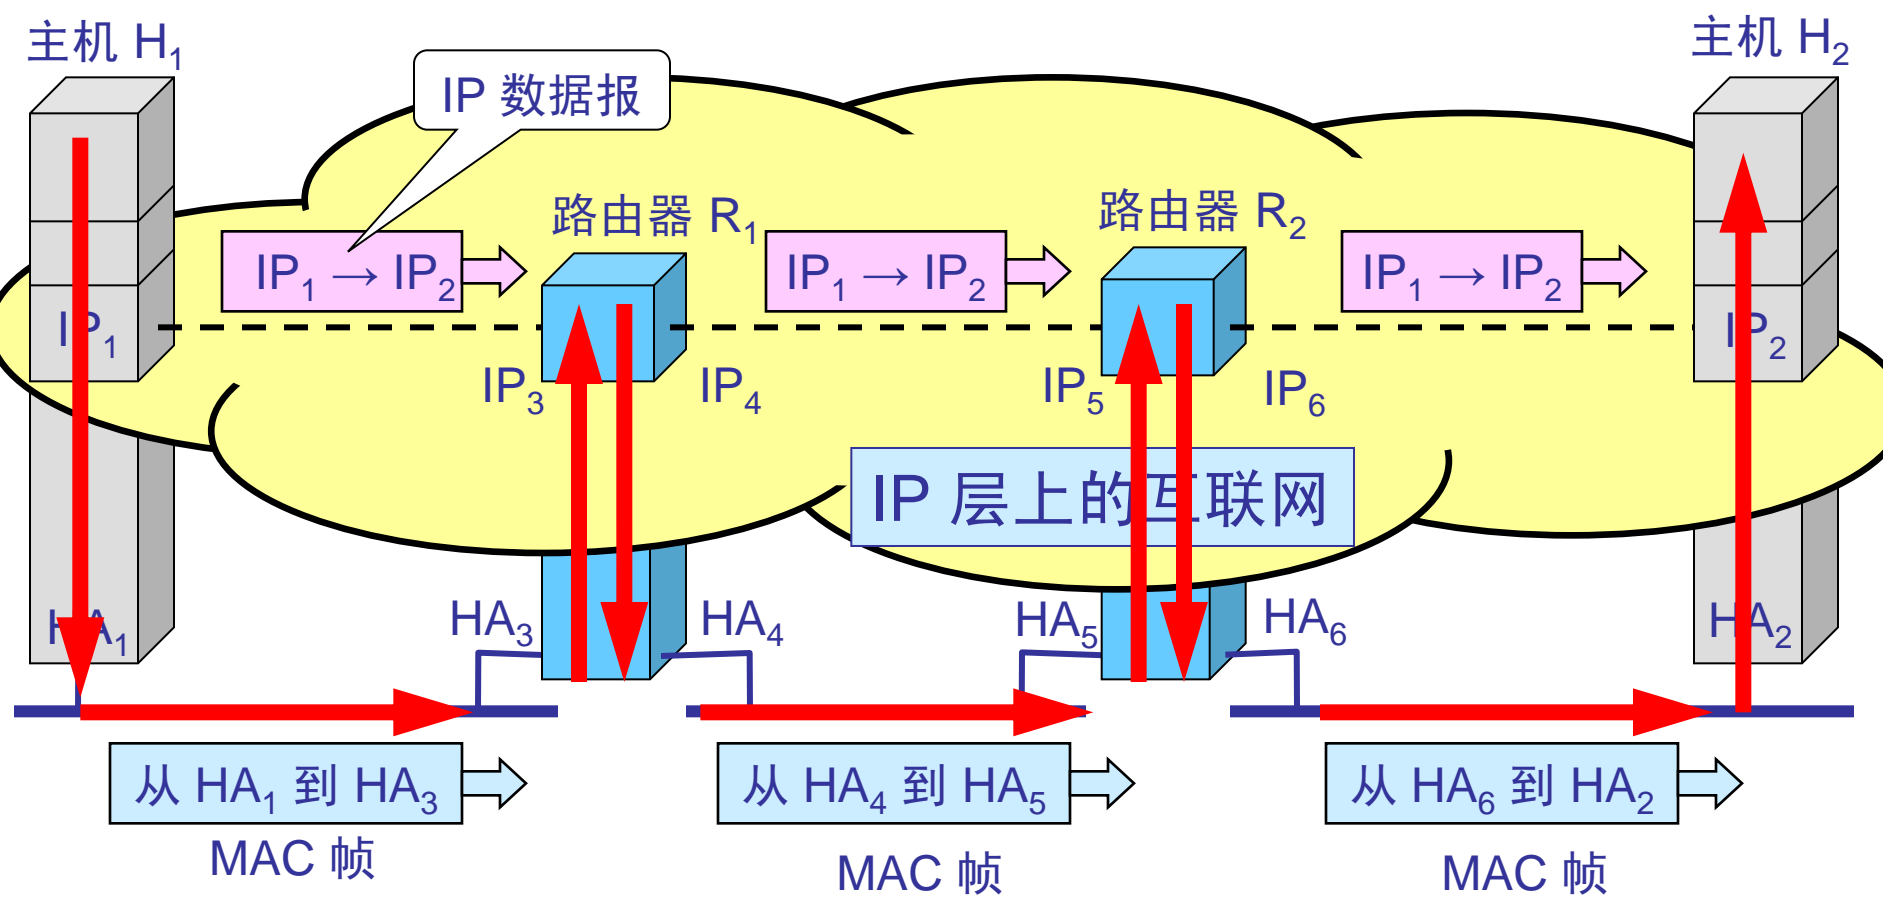 主机 H₁
主机 H₂
IP 数据报
路由器 R₁
路由器 R₂
IP₁ → IP₂
IP₁ → IP₂
IP₁ → IP₂
IP₁
IP₂
IP₃
IP₄
IP₅
IP₆
IP 层上的互联网
HA₁
HA₃
HA₄
HA₅
HA₆
HA₂
从 HA₁ 到 HA₃
从 HA₄ 到 HA₅
从 HA₆ 到 HA₂
MAC 帧
MAC 帧
MAC 帧